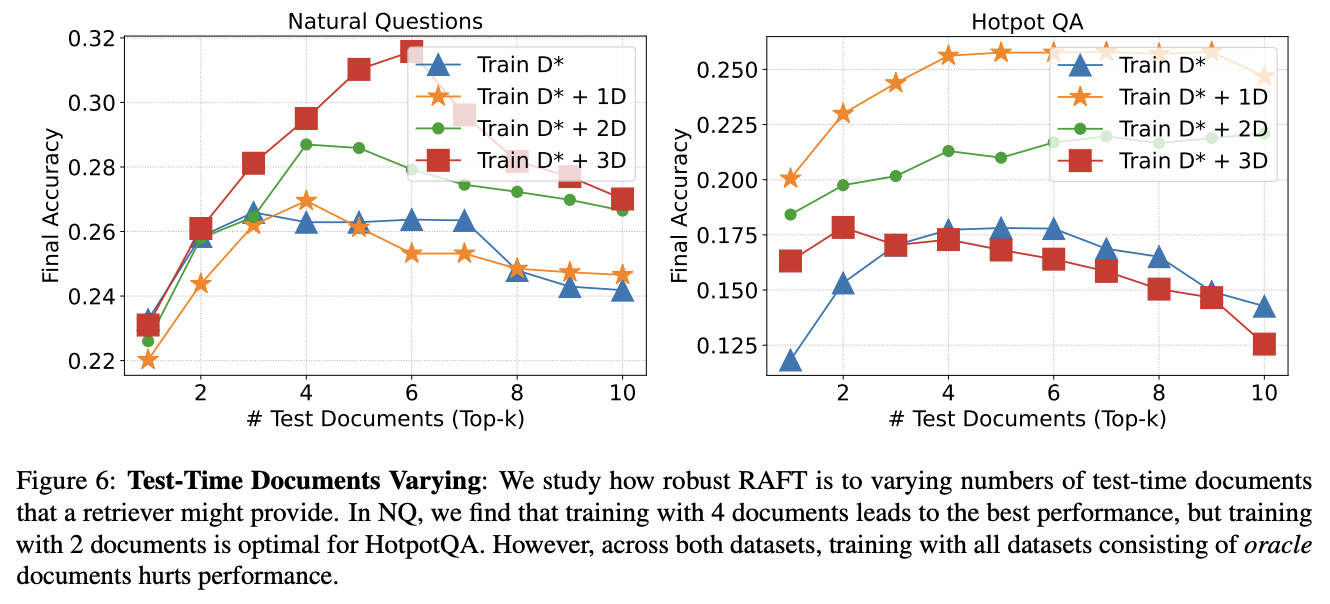 Natural Questions
0.32
0.30
0.28
0.26
0.24
0.22
Final Accuracy
2 4 6 8 10
# Test Documents (Top-k)
Train D*
Train D* + 1D
Train D* + 2D
Train D* + 3D
Hotpot QA
0.250
0.225
0.200
0.175
0.150
0.125
Final Accuracy
2 4 6 8 10
# Test Documents (Top-k)
Train D*
Train D* + 1D
Train D* + 2D
Train D* + 3D
Figure 6: Test-Time Documents Varying: We study how robust RAFT is to varying numbers of test-time documents
that a retriever might provide. In NQ, we find that training with 4 documents leads to the best performance, but training
with 2 documents is optimal for HotpotQA. However, across both datasets, training with all datasets consisting of oracle
documents hurts performance.